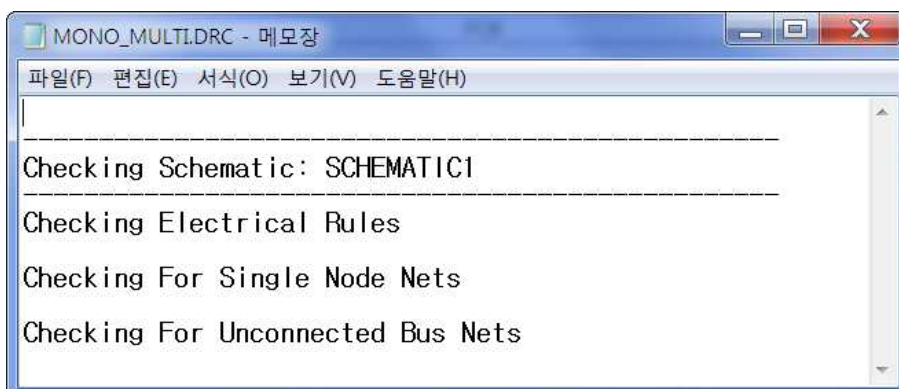 MONO_MULTI.DRC - 메모장
파일(F) 편집(E) 서식(O) 보기(V) 도움말(H)
--------------------------------------------------
Checking Schematic: SCHEMATIC1
--------------------------------------------------
Checking Electrical Rules
Checking For Single Node Nets
Checking For Unconnected Bus Nets